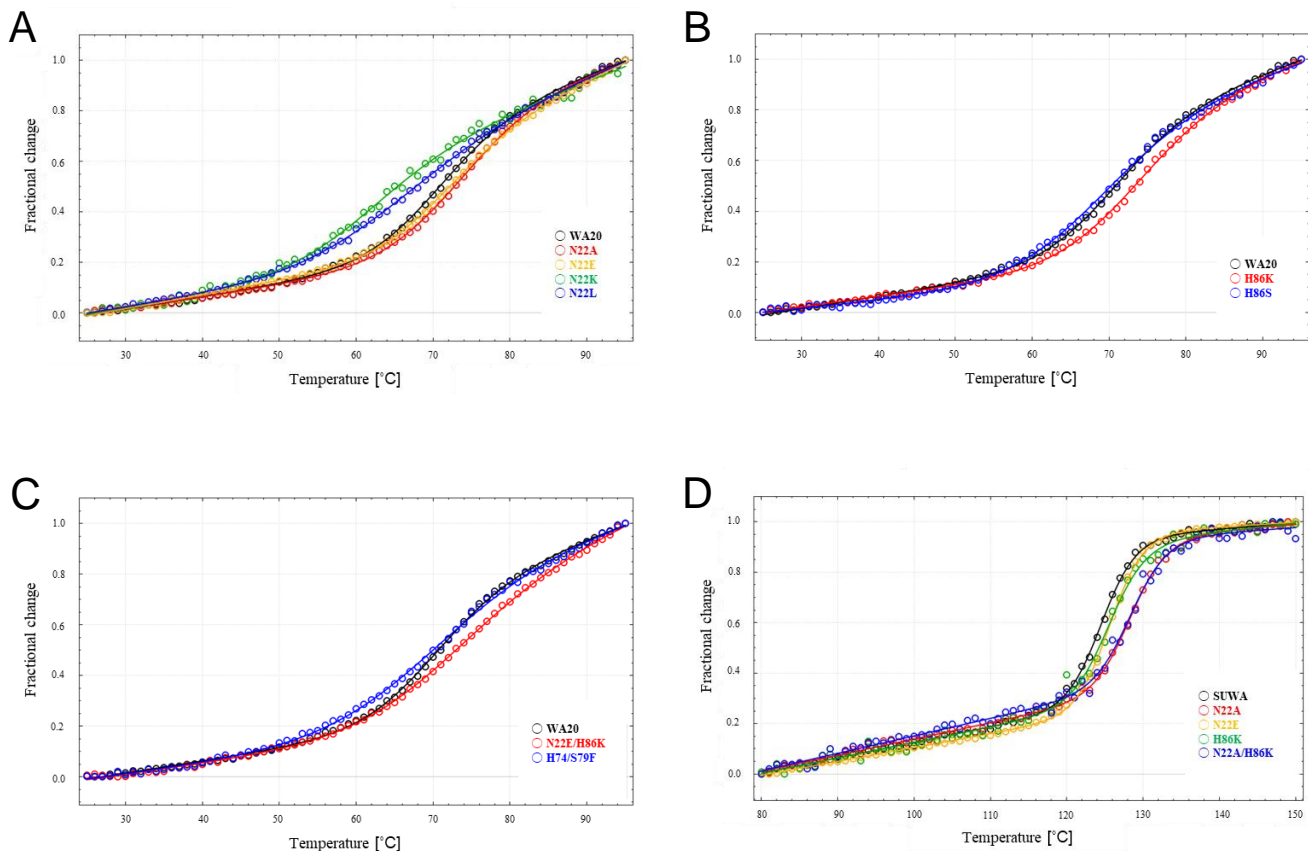 A
Fractional change
1.0
0.8
0.6
0.4
0.2
0.0
WA20
N22A
N22E
N22K
N22L
30 40 50 60 70 80 90
Temperature [˚C]
B
Fractional change
1.0
0.8
0.6
0.4
0.2
0.0
WA20
H86K
H86S
30 40 50 60 70 80 90
Temperature [˚C]
C
Fractional change
1.0
0.8
0.6
0.4
0.2
0.0
WA20
N22E/H86K
H74/S79F
30 40 50 60 70 80 90
Temperature [˚C]
D
Fractional change
1.0
0.8
0.6
0.4
0.2
0.0
SUWA
N22A
N22E
H86K
N22A/H86K
80 90 100 110 120 130 140 150
Temperature [˚C]